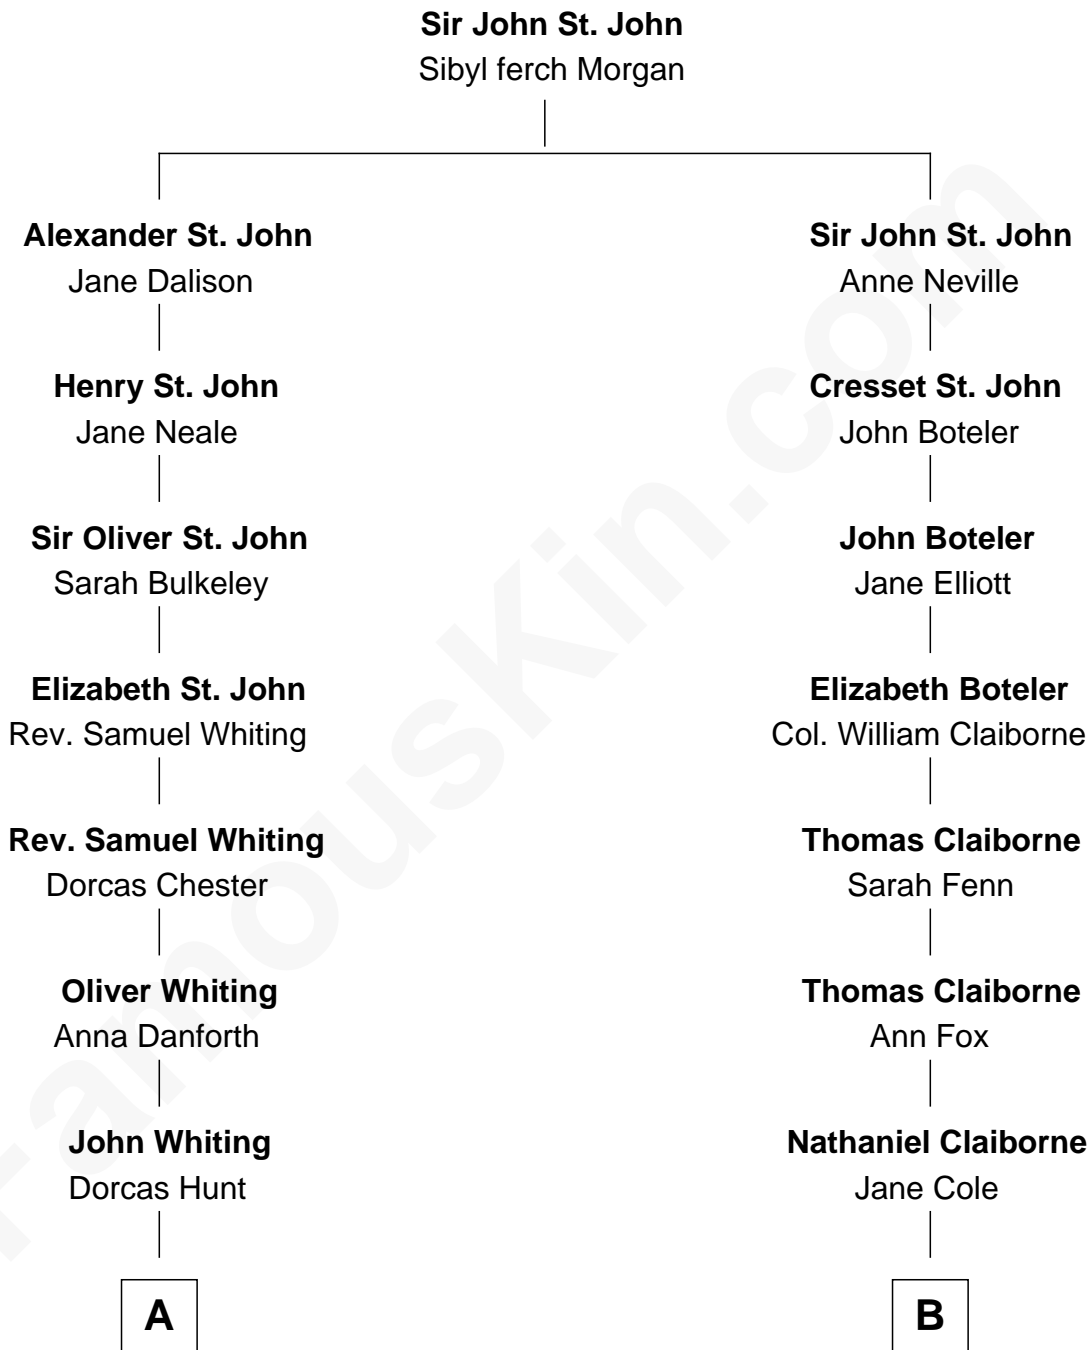 Sir John St. John
Sibyl ferch Morgan
Alexander St. John
Jane Dalison
Henry St. John
Jane Neale
Sir Oliver St. John
Sarah Bulkeley
Elizabeth St. John
Rev. Samuel Whiting
Rev. Samuel Whiting
Dorcas Chester
Oliver Whiting
Anna Danforth
John Whiting
Dorcas Hunt
A
Sir John St. John
Anne Neville
Cresset St. John
John Boteler
John Boteler
Jane Elliott
Elizabeth Boteler
Col. William Claiborne
Thomas Claiborne
Sarah Fenn
Thomas Claiborne
Ann Fox
Nathaniel Claiborne
Jane Cole
B
FamousKin.com